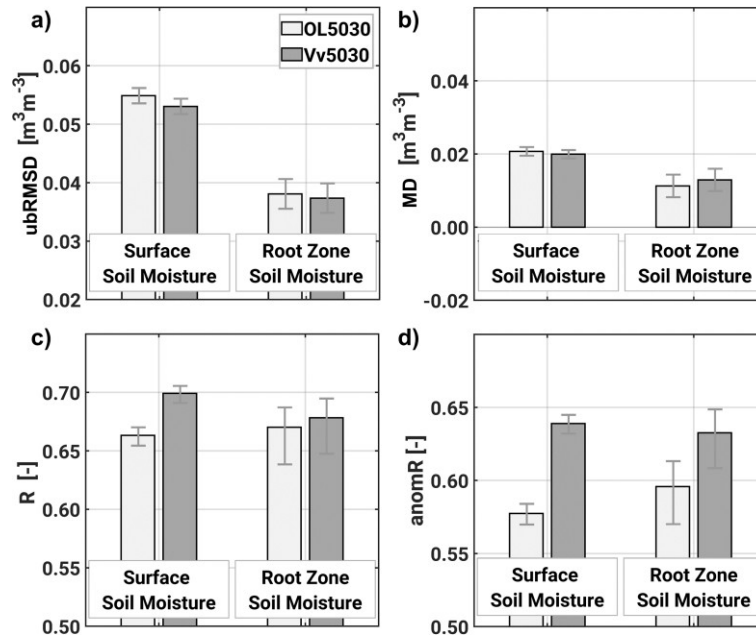 a)
OL5030
Vv5030
ubRMSD [m³m⁻³]
0.06
0.05
0.04
0.03
0.02
Surface
Soil Moisture
Root Zone
Soil Moisture
b)
MD [m³m⁻³]
0.04
0.02
0.00
-0.02
Surface
Soil Moisture
Root Zone
Soil Moisture
c)
R [-]
0.70
0.65
0.60
0.55
0.50
Surface
Soil Moisture
Root Zone
Soil Moisture
d)
anomR [-]
0.65
0.60
0.55
0.50
Surface
Soil Moisture
Root Zone
Soil Moisture